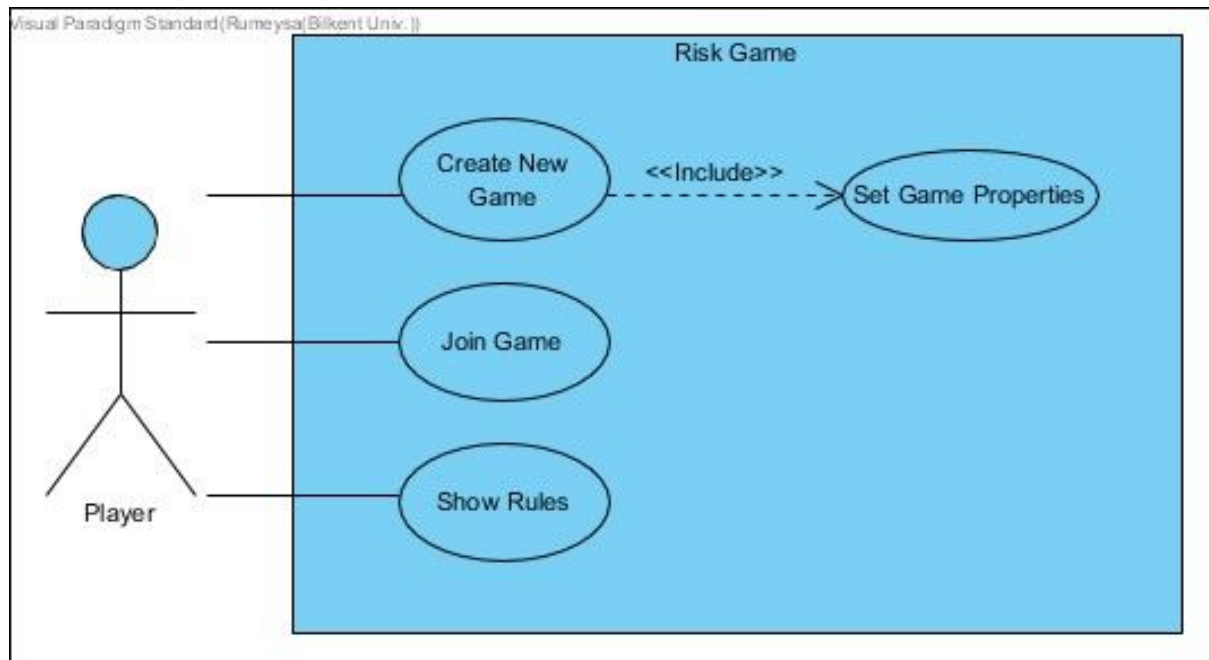 Visual Paradigm Standard(Rumeysa(Bilkent Univ.))
Risk Game
Create New
Game
<<Include>>
Set Game Properties
Join Game
Show Rules
Player